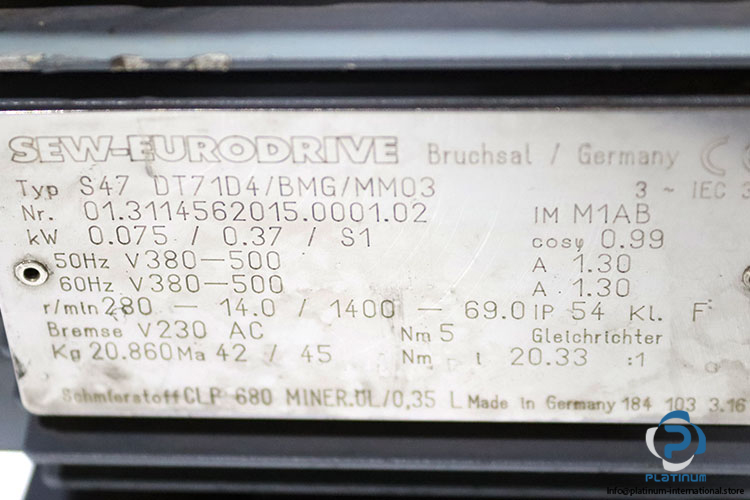 SEW-EURODRIVE Bruchsal / Germany
Typ S47 DT71D4/BMG/MM03 3 ~ IEC
Nr. 01.3114562015.0001.02 IM M1AB
kW 0.075 / 0.37 / S1 cosφ 0.99
50Hz V380-500 A 1.30
60Hz V380-500 A 1.30
r/min 280 - 14.0 / 1400 - 69.0 IP 54 Kl. F
Bremse V230 AC Nm 5 Gleichrichter
Kg 20.860 Ma 42 / 45 Nm i 20.33 :1
Schmierstoff CLP 680 MINER.ÖL/0,35 L Made in Germany 184 103 3.16
PLATINUM
info@platinum-international.store